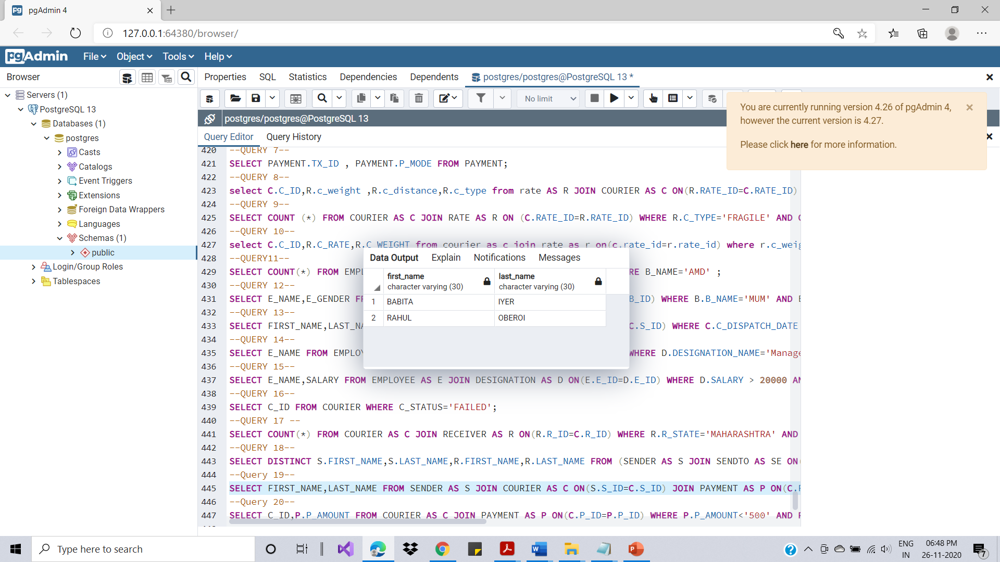 pgAdmin 4
127.0.0.1:64380/browser/
pgAdmin File Object Tools Help
Browser
Properties SQL Statistics Dependencies Dependents postgres/postgres@PostgreSQL 13 *
Servers (1)
PostgreSQL 13
Databases (1)
postgres
Casts
Catalogs
Event Triggers
Extensions
Foreign Data Wrappers
Languages
Schemas (1)
public
Login/Group Roles
Tablespaces
No limit
postgres/postgres@PostgreSQL 13
You are currently running version 4.26 of pgAdmin 4,
however the current version is 4.27.
Please click here for more information.
Query Editor Query History
420 --QUERY 7--
421 SELECT PAYMENT.TX_ID , PAYMENT.P_MODE FROM PAYMENT;
422 --QUERY 8--
423 select C.C_ID,R.c_weight ,R.c_distance,R.c_type from rate AS R JOIN COURIER AS C ON(R.RATE_ID=C.RATE_ID)
424 --QUERY 9--
425 SELECT COUNT (*) FROM COURIER AS C JOIN RATE AS R ON (C.RATE_ID=R.RATE_ID) WHERE R.C_TYPE='FRAGILE' AND
426 --QUERY 10--
427 select C.C_ID,R.C_RATE,R.C_WEIGHT from courier as c join rate as r on(c.rate_id=r.rate_id) where r.c_weig
428 --QUERY11--
429 SELECT COUNT(*) FROM EMPL RE B_NAME='AMD' ;
430 --QUERY 12--
431 SELECT E_NAME,E_GENDER FR B_ID) WHERE B.B_NAME='MUM' AND
432 --QUERY 13--
433 SELECT FIRST_NAME,LAST_NA C.S_ID) WHERE C.C_DISPATCH_DATE
434 --QUERY 14--
435 SELECT E_NAME FROM EMPLOY WHERE D.DESIGNATION_NAME='Manage
436 --QUERY 15--
437 SELECT E_NAME,SALARY FROM EMPLOYEE AS E JOIN DESIGNATION AS D ON(E.E_ID=D.E_ID) WHERE D.SALARY > 20000 AN
438 --QUERY 16--
439 SELECT C_ID FROM COURIER WHERE C_STATUS='FAILED';
440 --QUERY 17 --
441 SELECT COUNT(*) FROM COURIER AS C JOIN RECEIVER AS R ON(R.R_ID=C.R_ID) WHERE R.R_STATE='MAHARASHTRA' AND
442 --QUERY 18--
443 SELECT DISTINCT S.FIRST_NAME,S.LAST_NAME,R.FIRST_NAME,R.LAST_NAME FROM (SENDER AS S JOIN SENDTO AS SE ON(
444 --Query 19--
445 SELECT FIRST_NAME,LAST_NAME FROM SENDER AS S JOIN COURIER AS C ON(S.S_ID=C.S_ID) JOIN PAYMENT AS P ON(C.P
446 --Query 20--
447 SELECT C_ID,P.P_AMOUNT FROM COURIER AS C JOIN PAYMENT AS P ON(C.P_ID=P.P_ID) WHERE P.P_AMOUNT<'500' AND
Data Output Explain Notifications Messages
first_name last_name
character varying (30) character varying (30)
1 BABITA IYER
2 RAHUL OBEROI
Type here to search
ENG
IN
06:48 PM
26-11-2020
7